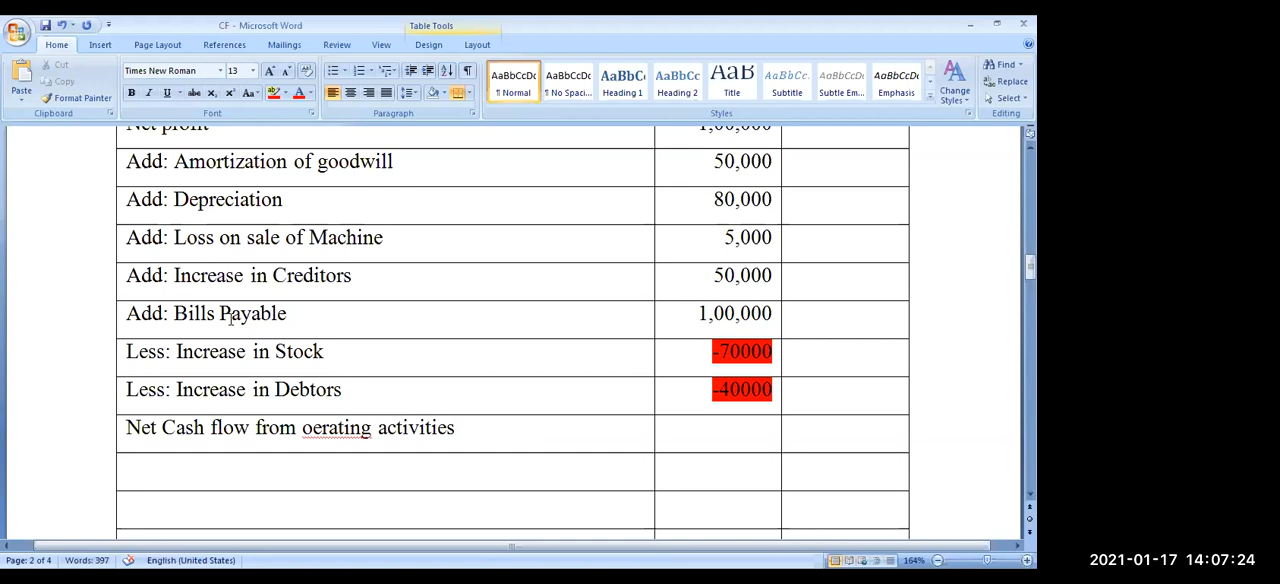 CF - Microsoft Word
Table Tools
Home Insert Page Layout References Mailings Review View Design Layout
Paste
Cut
Copy
Format Painter
Clipboard
Times New Roman 13
Font
Paragraph
AaBbCcDc AaBbCcDc AaBbC AaBbCc AaB AaBbCc. AaBbCcDc AaBbCcDc
¶ Normal ¶ No Spaci... Heading 1 Heading 2 Title Subtitle Subtle Em... Emphasis
Change Styles
Styles
Find
Replace
Select
Editing
Net profit 1,00,000
Add: Amortization of goodwill 50,000
Add: Depreciation 80,000
Add: Loss on sale of Machine 5,000
Add: Increase in Creditors 50,000
Add: Bills Payable 1,00,000
Less: Increase in Stock -70000
Less: Increase in Debtors -40000
Net Cash flow from oerating activities
Page: 2 of 4 Words: 397 English (United States) 164%
2021-01-17 14:07:24